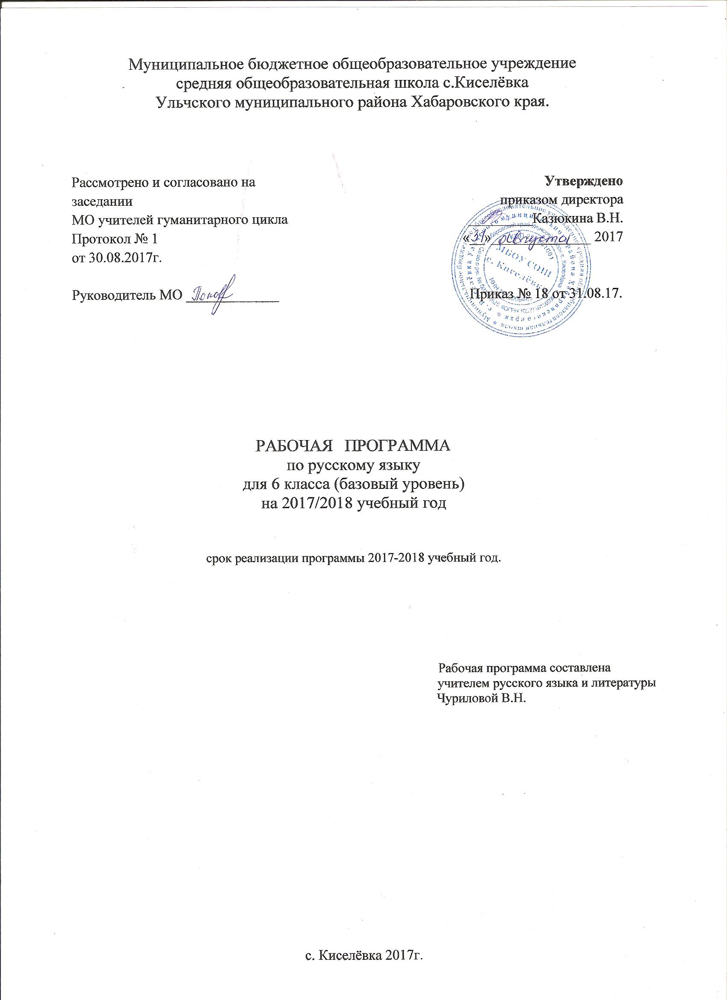 Муниципальное бюджетное общеобразовательное учреждение
средняя общеобразовательная школа с.Киселёвка
Ульчского муниципального района Хабаровского края.
Рассмотрено и согласовано на
заседании
МО учителей гуманитарного цикла
Протокол № 1
от 30.08.2017г.
Руководитель МО
Утверждено
приказом директора
Казюкина В.Н.
«31» августа 2017
МБОУ СОШ
с. Киселёвка
Приказ № 18 от 31.08.17.
РАБОЧАЯ ПРОГРАММА
по русскому языку
для 6 класса (базовый уровень)
на 2017/2018 учебный год
срок реализации программы 2017-2018 учебный год.
Рабочая программа составлена
учителем русского языка и литературы
Чуриловой В.Н.
с. Киселёвка 2017г.